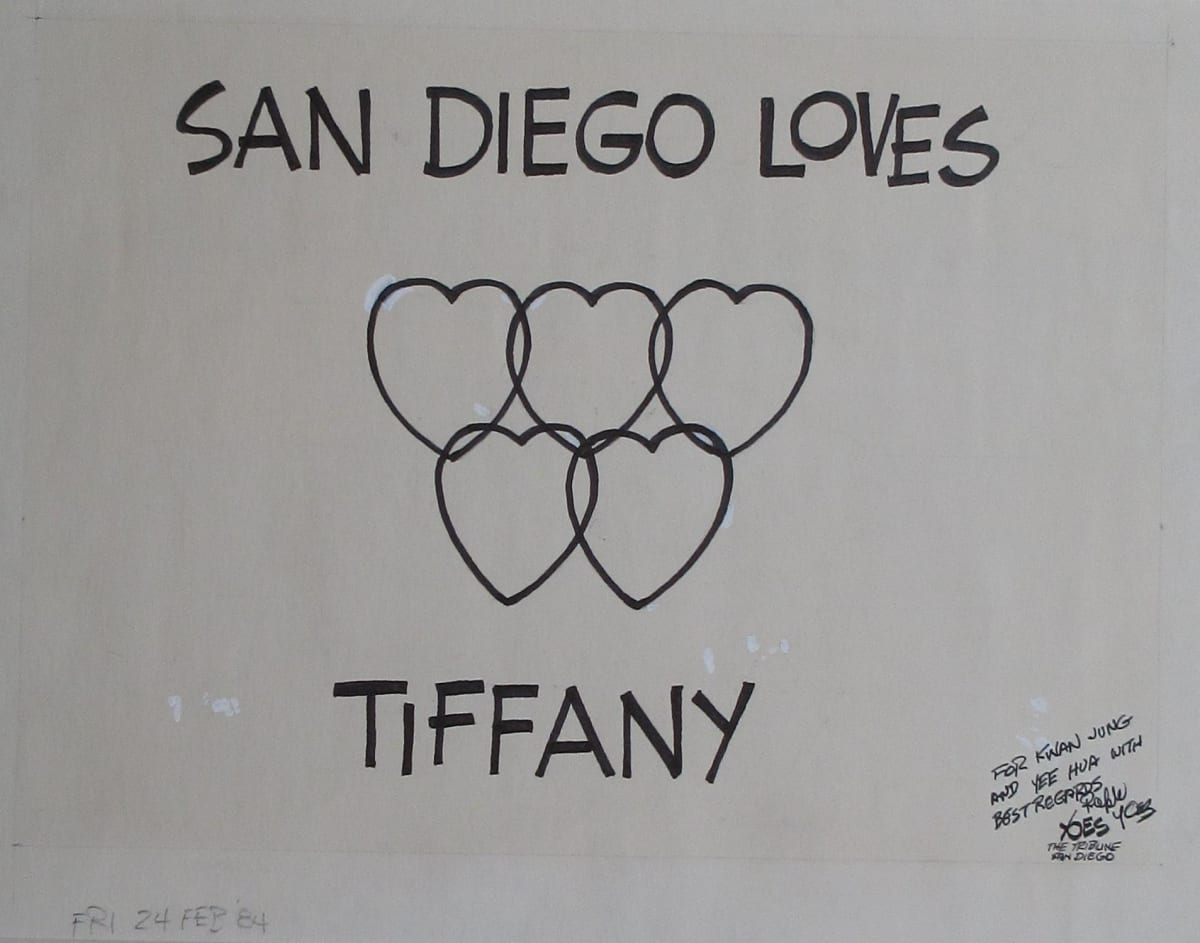 SAN DIEGO LOVES
TIFFANY
FOR KWAN JUNG
AND YEE HUA WITH
BEST REGARDS
YOES
THE TRIBUNE
SAN DIEGO
FRI 24 FEB '84